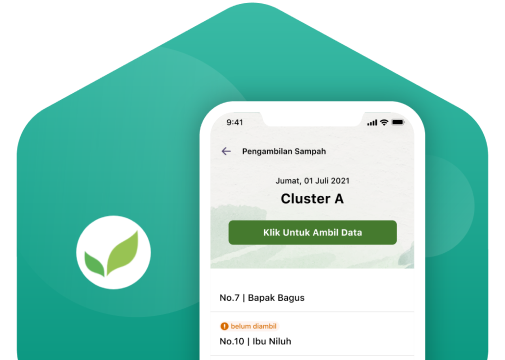 9:41
Pengambilan Sampah
Jumat, 01 Juli 2021
Cluster A
Klik Untuk Ambil Data
No.7 | Bapak Bagus
belum diambil
No.10 | Ibu Niluh